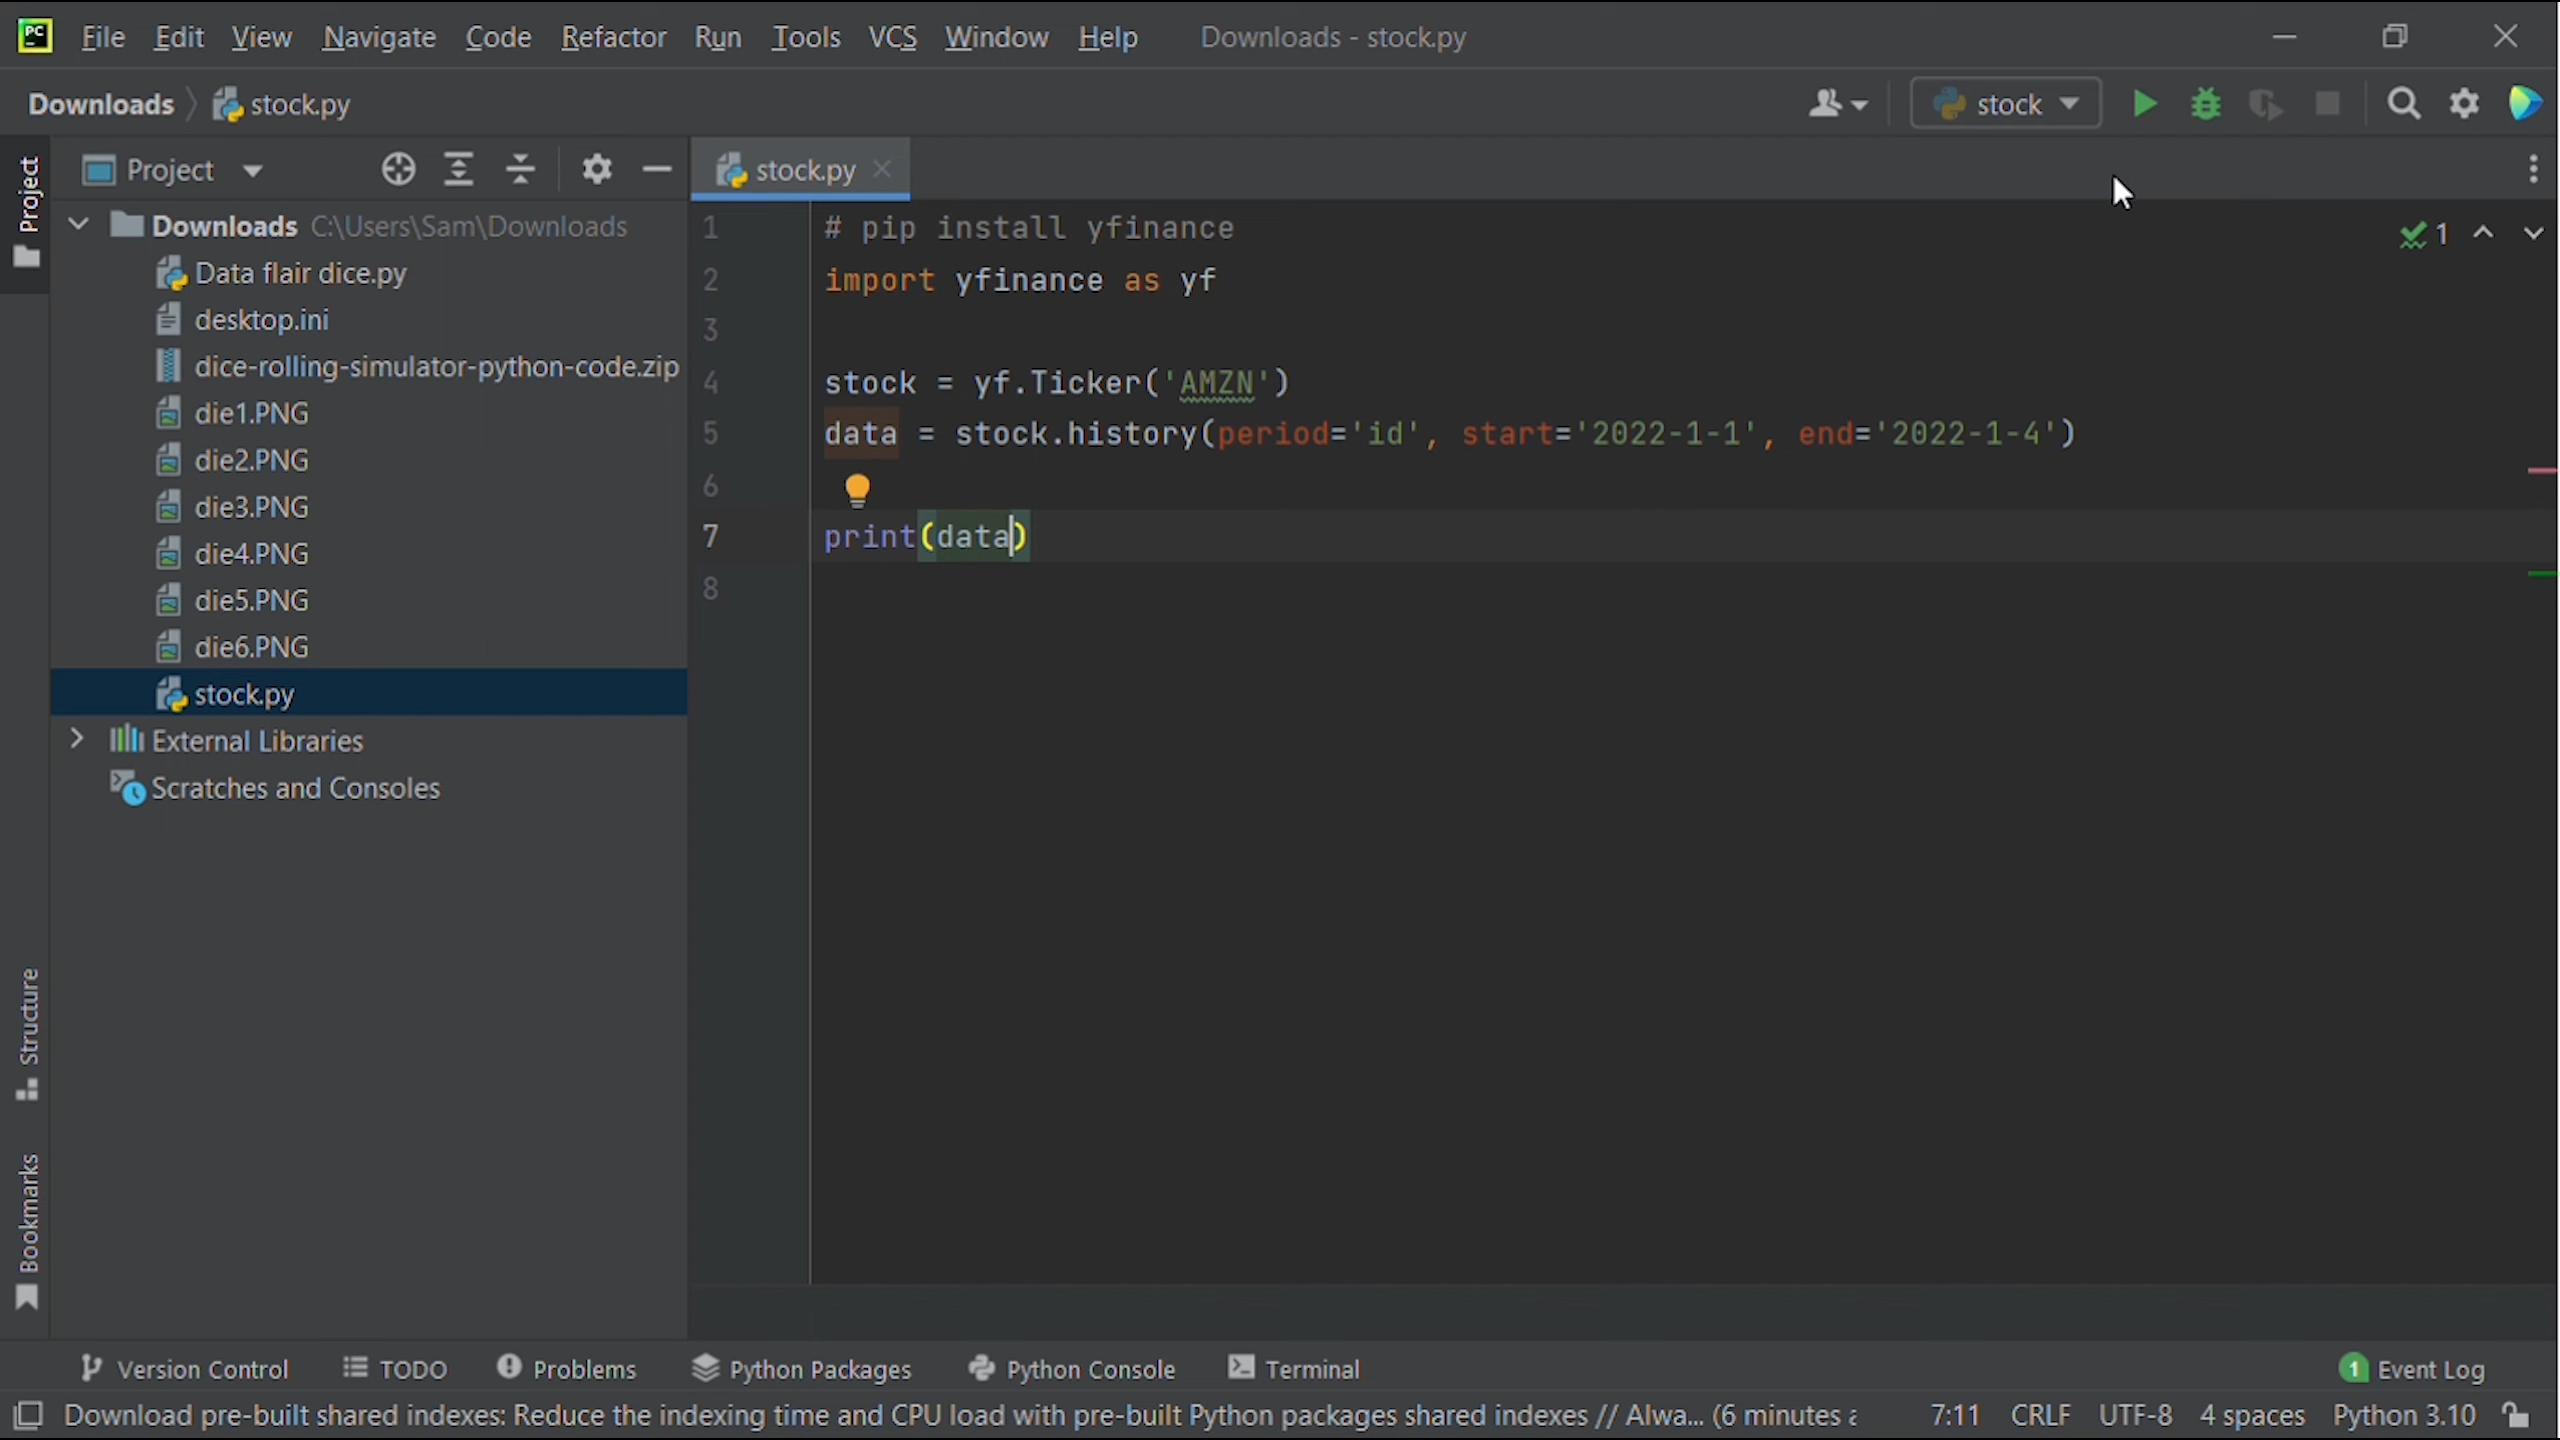 PC File Edit View Navigate Code Refactor Run Tools VCS Window Help Downloads - stock.py
Downloads stock.py stock
Project Project stock.py
Downloads C:\Users\Sam\Downloads
Data flair dice.py
desktop.ini
dice-rolling-simulator-python-code.zip
die1.PNG
die2.PNG
die3.PNG
die4.PNG
die5.PNG
die6.PNG
stock.py
External Libraries
Scratches and Consoles
Structure
Bookmarks
1 # pip install yfinance
2 import yfinance as yf
3
4 stock = yf.Ticker('AMZN')
5 data = stock.history(period='id', start='2022-1-1', end='2022-1-4')
6
7 print(data)
8
1
Version Control TODO Problems Python Packages Python Console Terminal 1 Event Log
Download pre-built shared indexes: Reduce the indexing time and CPU load with pre-built Python packages shared indexes // Alwa... (6 minutes a 7:11 CRLF UTF-8 4 spaces Python 3.10